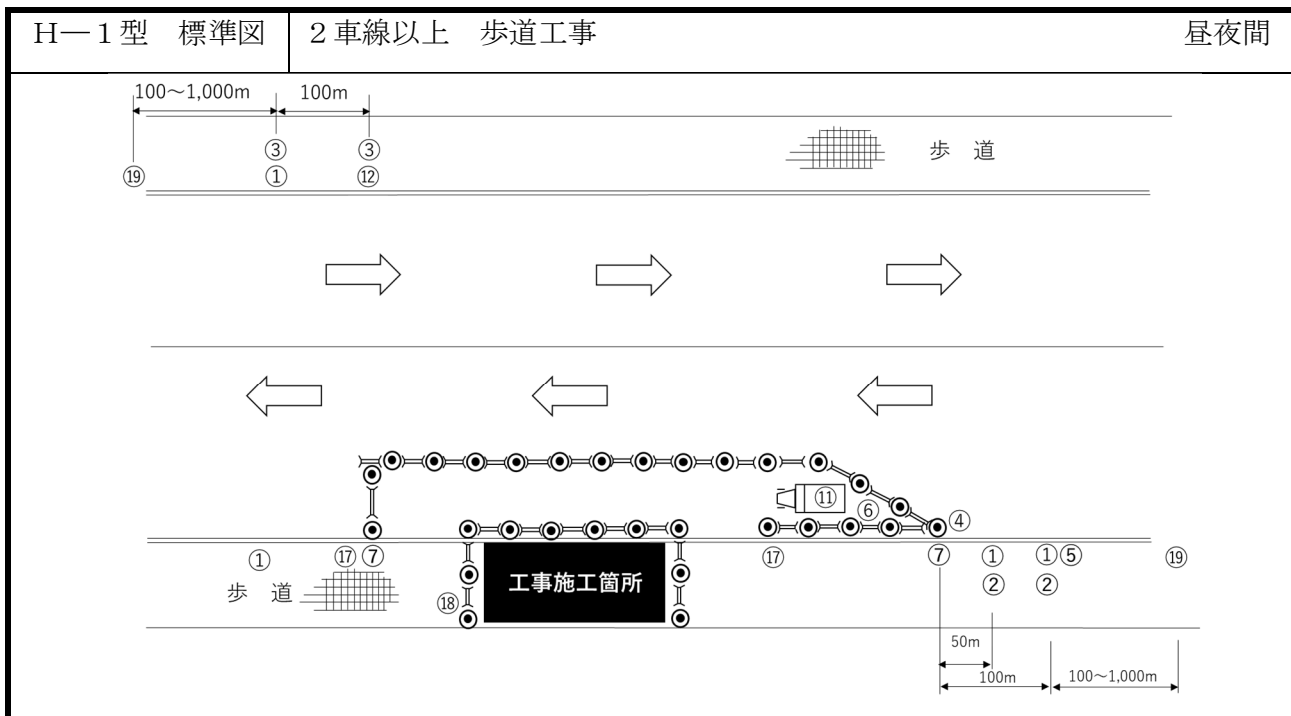 H―1型 標準図 2車線以上 歩道工事 昼夜間
100～1,000m 100m
③ ③
⑲ ① ⑫
歩 道
⑪ ⑥ ④
① ⑰ ⑦ ⑰ ⑦ ① ① ⑤ ⑲
歩 道
工事施工箇所
② ②
⑱
50m
100m 100～1,000m